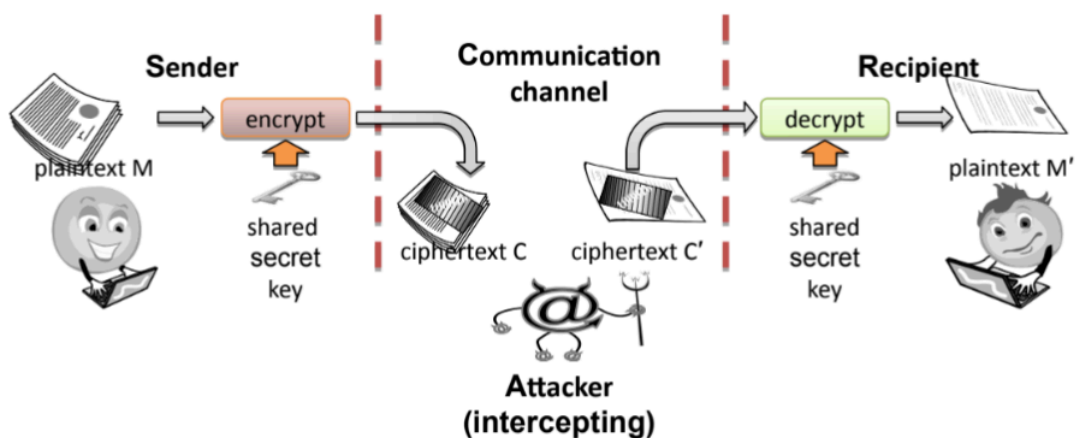 Sender
Communication
channel
Recipient
encrypt
decrypt
plaintext M
plaintext M′
shared
secret
key
ciphertext C
ciphertext C′
shared
secret
key
@
Attacker
(intercepting)